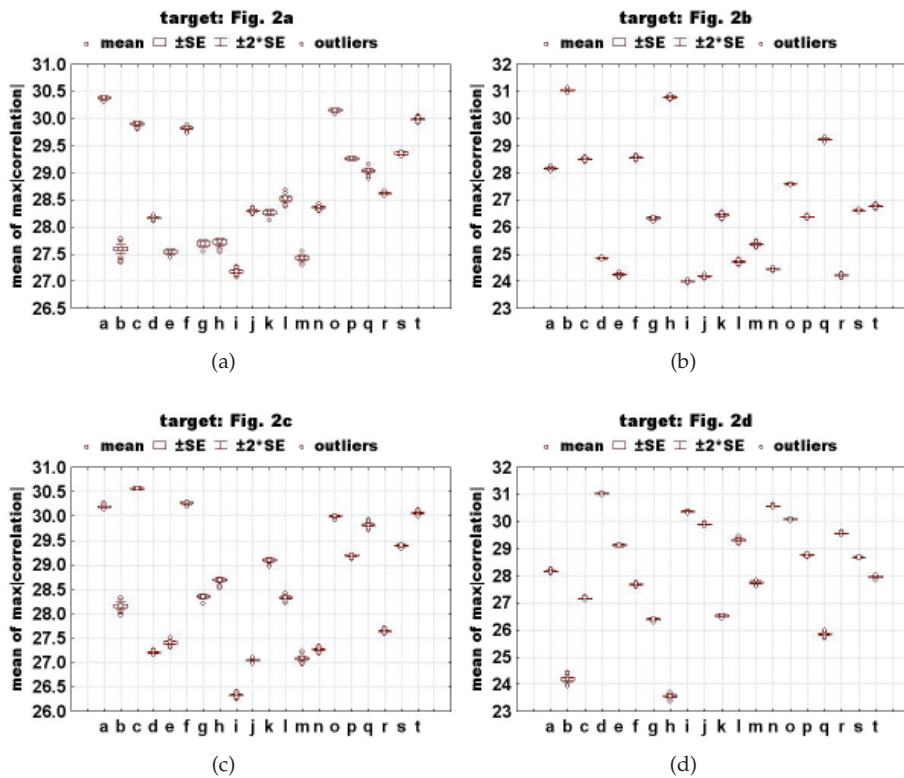 target: Fig. 2a
mean ±SE ±2*SE outliers
mean of max|correlation|
31.0
30.5
30.0
29.5
29.0
28.5
28.0
27.5
27.0
26.5
a b c d e f g h i j k l m n o p q r s t
(a)
target: Fig. 2b
mean ±SE ±2*SE outliers
mean of max|correlation|
32
31
30
29
28
27
26
25
24
23
a b c d e f g h i j k l m n o p q r s t
(b)
target: Fig. 2c
mean ±SE ±2*SE outliers
mean of max|correlation|
31.0
30.5
30.0
29.5
29.0
28.5
28.0
27.5
27.0
26.5
26.0
a b c d e f g h i j k l m n o p q r s t
(c)
target: Fig. 2d
mean ±SE ±2*SE outliers
mean of max|correlation|
32
31
30
29
28
27
26
25
24
23
a b c d e f g h i j k l m n o p q r s t
(d)